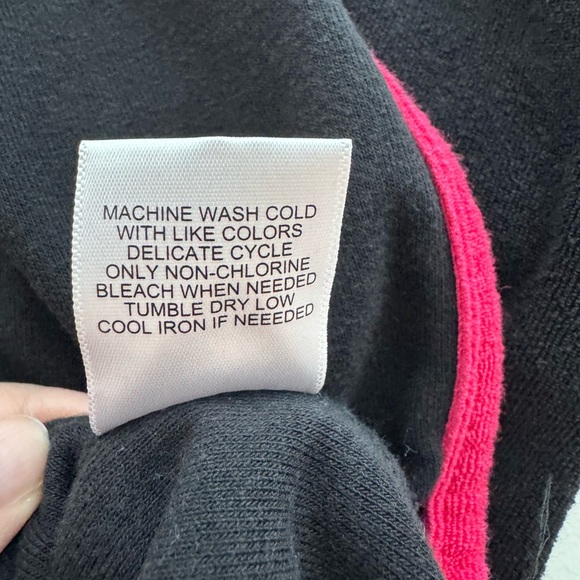 MACHINE WASH COLD
WITH LIKE COLORS
DELICATE CYCLE
ONLY NON-CHLORINE
BLEACH WHEN NEEDED
TUMBLE DRY LOW
COOL IRON IF NEEEDED